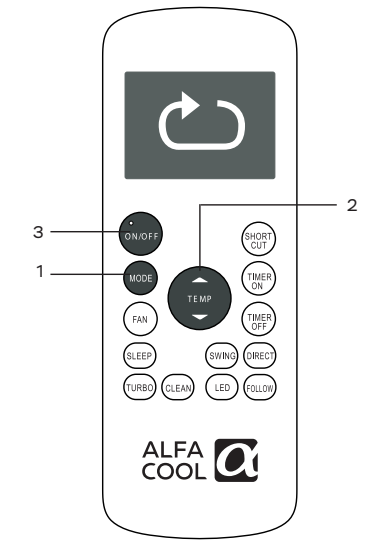 2
3
ON/OFF
SHORT
CUT
1
MODE
TEMP
TIMER
ON
FAN
TIMER
OFF
SLEEP
SWING
DIRECT
TURBO
CLEAN
LED
FOLLOW
ALFA
COOL
α